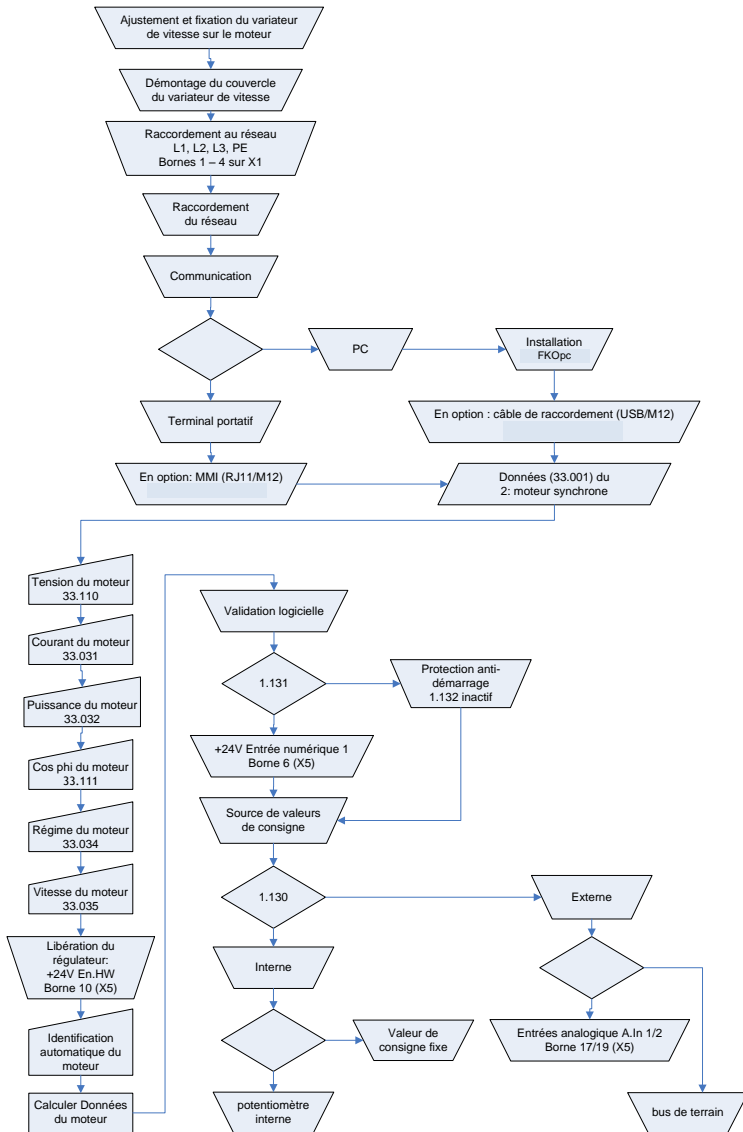 Ajustement et fixation du variateur
de vitesse sur le moteur
Démontage du couvercle
du variateur de vitesse
Raccordement au réseau
L1, L2, L3, PE
Bornes 1 – 4 sur X1
Raccordement
du réseau
Communication
PC
Installation
FKOpc
Terminal portatif
En option : câble de raccordement (USB/M12)
En option: MMI (RJ11/M12)
Données (33.001) du
2: moteur synchrone
Tension du moteur
33.110
Courant du moteur
33.031
Puissance du moteur
33.032
Cos phi du moteur
33.111
Régime du moteur
33.034
Vitesse du moteur
33.035
Libération du
régulateur:
+24V En.HW
Borne 10 (X5)
Identification
automatique du
moteur
Calculer Données
du moteur
Validation logicielle
1.131
Protection anti-
démarrage
1.132 inactif
+24V Entrée numérique 1
Borne 6 (X5)
Source de valeurs
de consigne
1.130
Externe
Interne
Valeur de
consigne fixe
Entrées analogique A.In 1/2
Borne 17/19 (X5)
potentiomètre
interne
bus de terrain